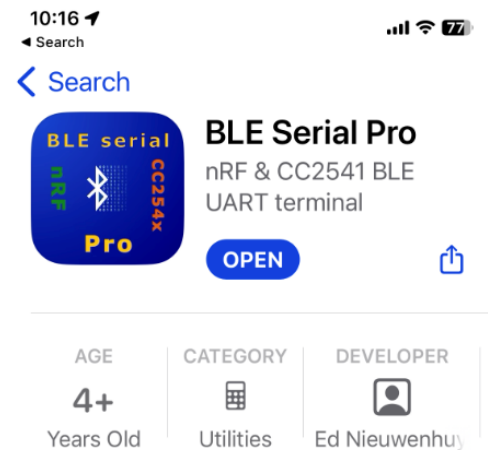 10:16
77
◀ Search
Search
BLE serial
nRF
CC254x
Pro
BLE Serial Pro
nRF & CC2541 BLE
UART terminal
OPEN
AGE
CATEGORY
DEVELOPER
4+
Years Old
Utilities
Ed Nieuwenhuy